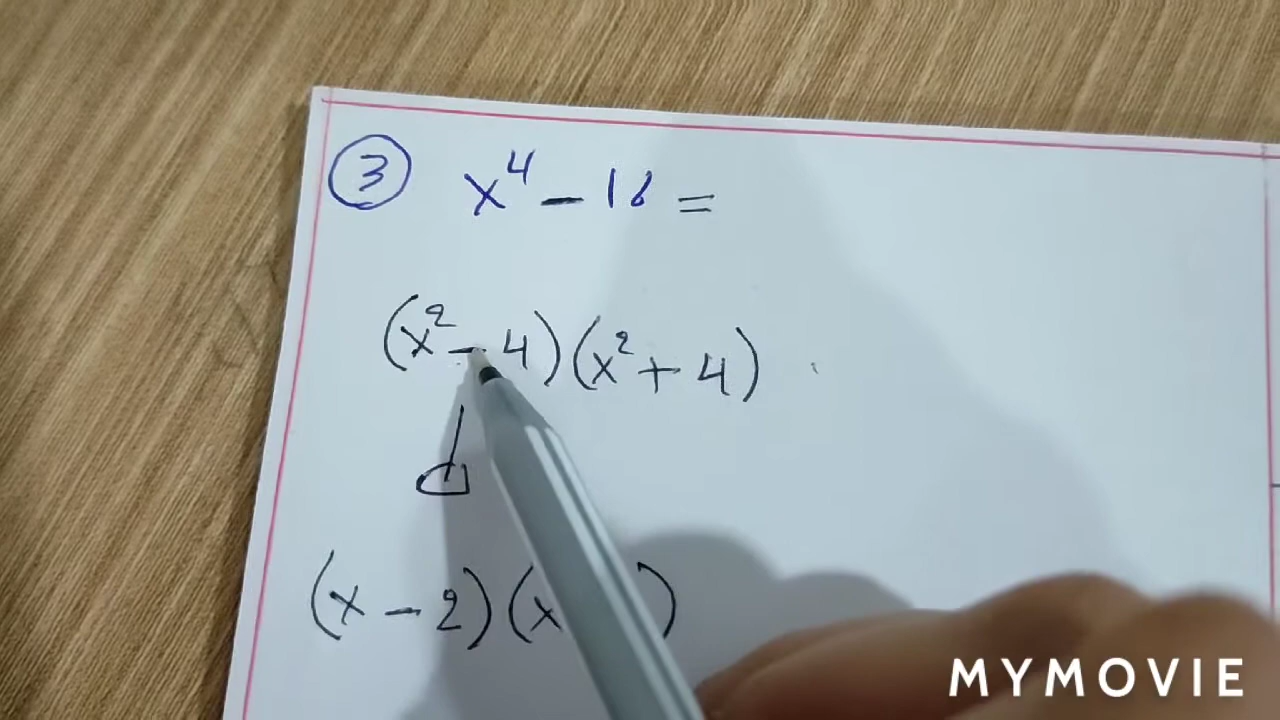 3 x⁴ – 16 =
(x² – 4)(x² + 4)
(x – 2)(x )
MYMOVIE